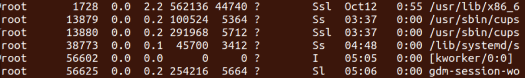 root 1728 0.0 2.2 562136 44740 ? Ssl Oct12 0:55 /usr/lib/x86_6
root 13879 0.0 0.2 100524 5364 ? Ss 03:37 0:00 /usr/sbin/cups
root 13880 0.0 0.2 291968 5712 ? Ssl 03:37 0:00 /usr/sbin/cups
root 38773 0.0 0.1 45700 3412 ? Ss 04:48 0:00 /lib/systemd/s
root 56602 0.0 0.0 0 0 ? I 05:05 0:00 [kworker/0:0]
root 56625 0.0 0.2 254216 5664 ? Sl 05:06 0:00 gdm-session-wo